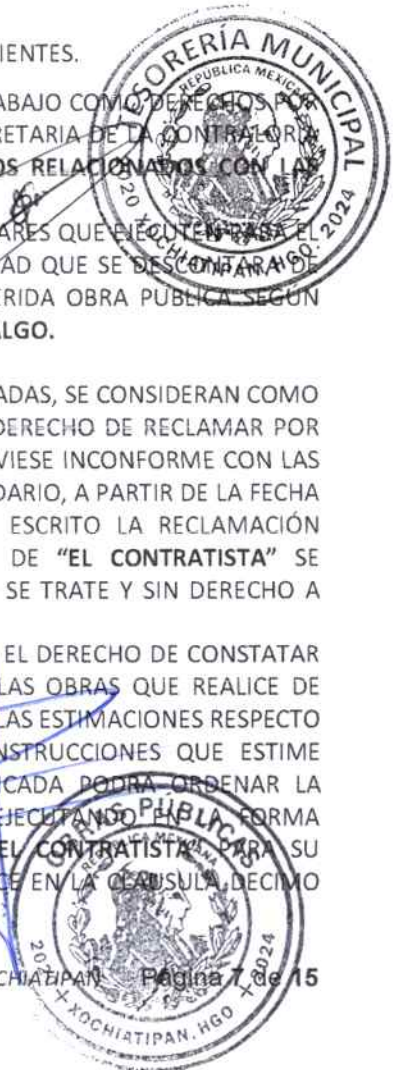 IENTES.
TESORERÍA MUNICIPAL
REPUBLICA MEXICANA
2020 XOCHIATIPAN, HGO. 2024
ABAJO COMO DERECHOS POR
RETARIA DE LA CONTRALORIA
OS RELACIONADOS CON LAS
ARES QUE EJECUTEN PARA EL
AD QUE SE DESCONTARA DE
ERIDA OBRA PUBLICA SEGÚN
ALGO.
ADAS, SE CONSIDERAN COMO
DERECHO DE RECLAMAR POR
VIESE INCONFORME CON LAS
DARIO, A PARTIR DE LA FECHA
ESCRITO LA RECLAMACIÓN
DE "EL CONTRATISTA" SE
SE TRATE Y SIN DERECHO A
EL DERECHO DE CONSTATAR
LAS OBRAS QUE REALICE DE
LAS ESTIMACIONES RESPECTO
NSTRUCCIONES QUE ESTIME
ICADA PODRA ORDENAR LA
EJECUTANDO EN LA FORMA
EL CONTRATISTA" PARA SU
CE EN LA CLAUSULA DECIMO
OBRAS PUBLICAS
REPUBLICA MEXICANA
2020 XOCHIATIPAN, HGO 2024
CHIATIPAN Página 7 de 15